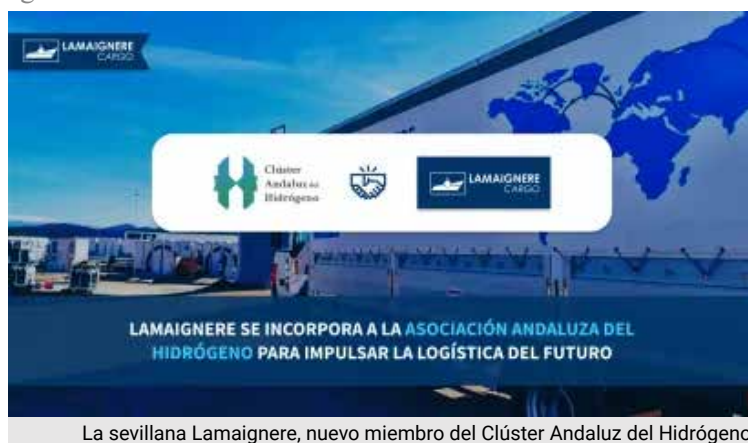 LAMAIGNERE
CARGO
Clúster
Andaluz del
Hidrógeno
LAMAIGNERE
CARGO
LAMAIGNERE SE INCORPORA A LA ASOCIACIÓN ANDALUZA DEL
HIDRÓGENO PARA IMPULSAR LA LOGÍSTICA DEL FUTURO
La sevillana Lamaignere, nuevo miembro del Clúster Andaluz del Hidrógeno